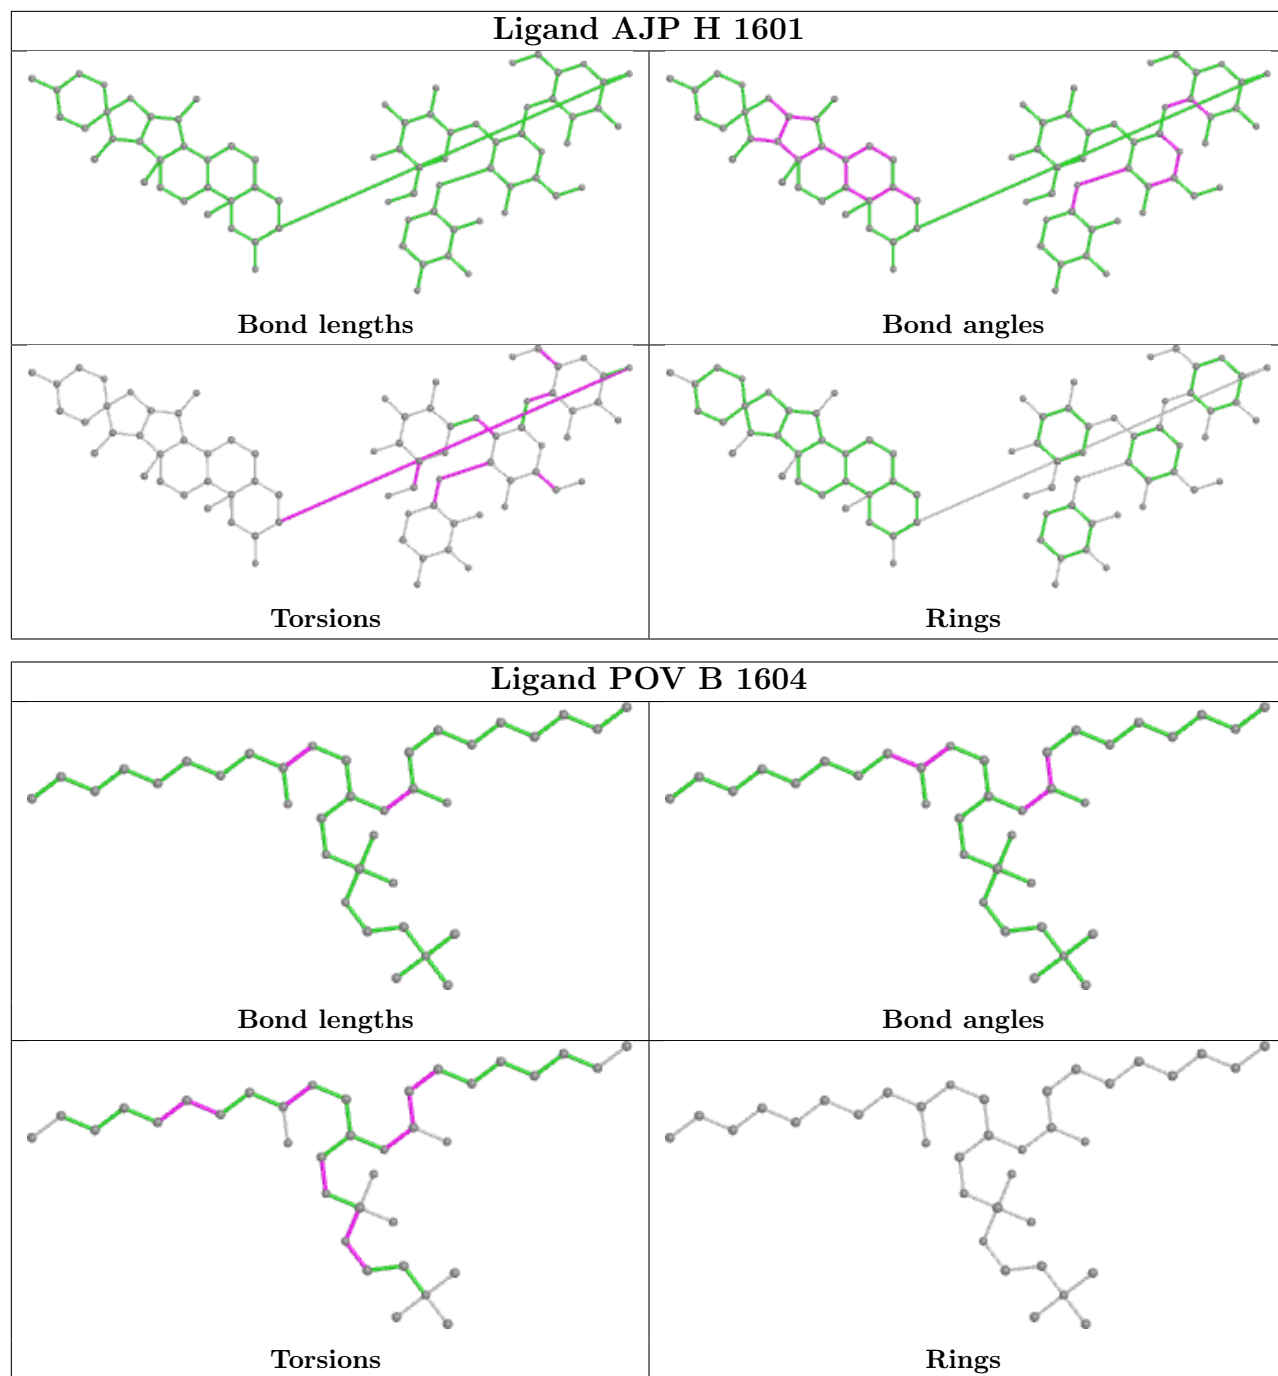 Ligand AJP H 1601
Bond lengths
Bond angles
Torsions
Rings
Ligand POV B 1604
Bond lengths
Bond angles
Torsions
Rings